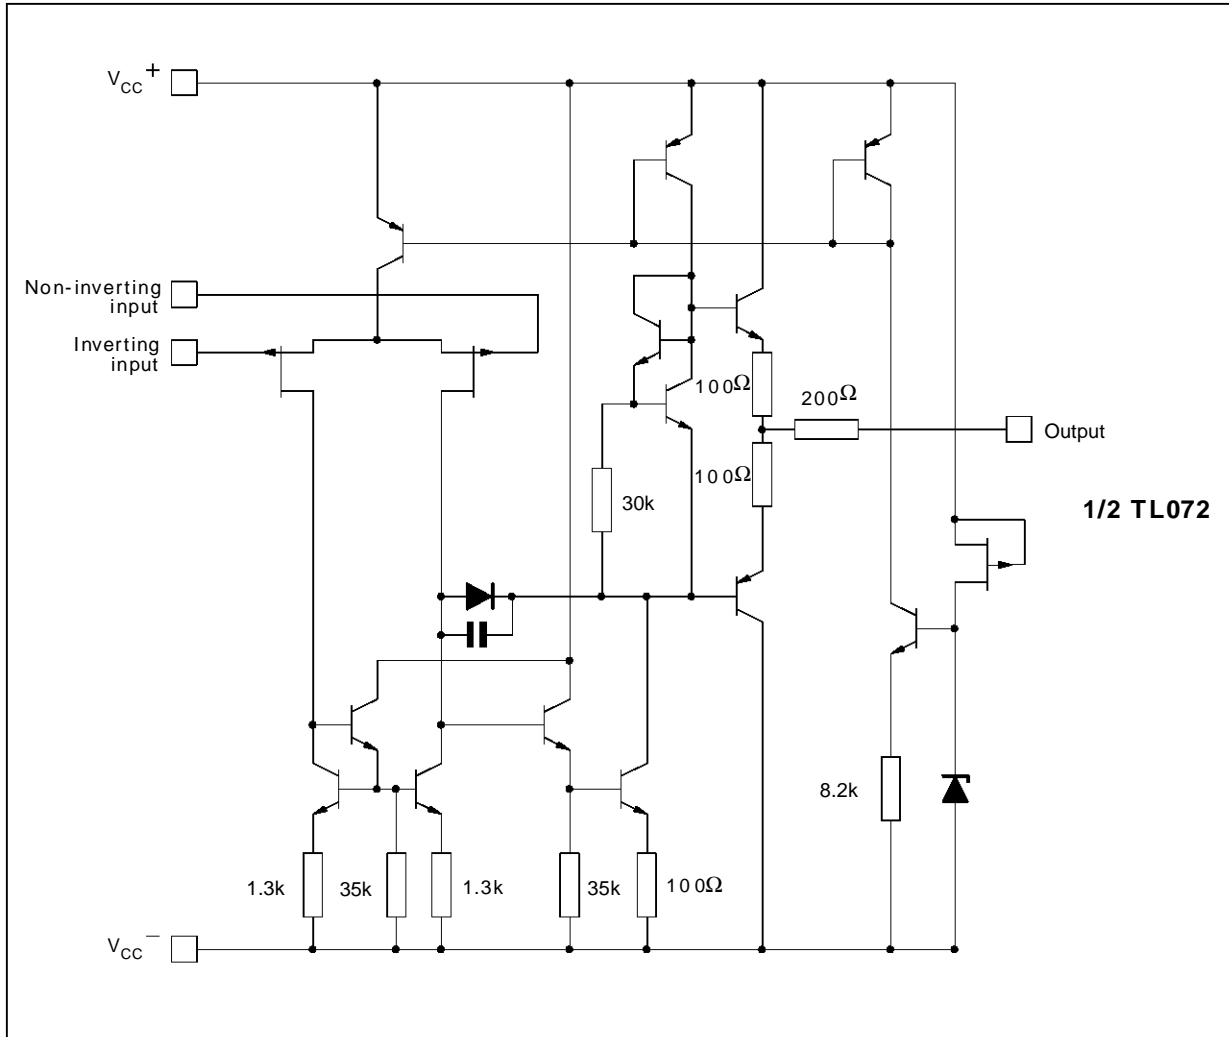 VCC+
Non-inverting
input
Inverting
input
100Ω
200Ω
Output
100Ω
30k
1/2 TL072
8.2k
1.3k
35k
1.3k
35k
100Ω
VCC−